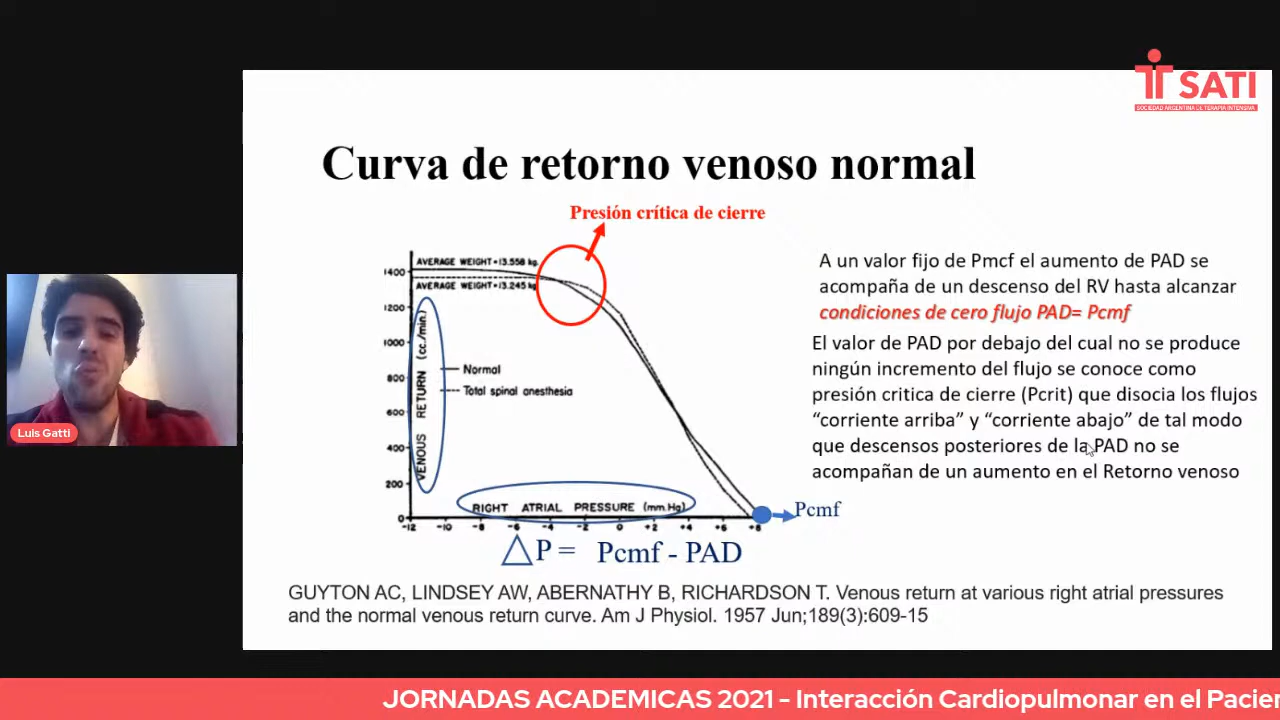 SATI
SOCIEDAD ARGENTINA DE TERAPIA INTENSIVA
Curva de retorno venoso normal
Presión crítica de cierre
AVERAGE WEIGHT=13.558 kg.
AVERAGE WEIGHT=13.245 kg
1400
1200
1000
800
600
400
200
0
VENOUS RETURN (cc./min.)
Normal
Total spinal anesthesia
RIGHT ATRIAL PRESSURE (mm.Hg)
-12 -10 -8 -6 -4 -2 0 +2 +4 +6 +8
Pcmf
△P = Pcmf - PAD
A un valor fijo de Pmcf el aumento de PAD se
acompaña de un descenso del RV hasta alcanzar
condiciones de cero flujo PAD= Pcmf
El valor de PAD por debajo del cual no se produce
ningún incremento del flujo se conoce como
presión critica de cierre (Pcrit) que disocia los flujos
“corriente arriba” y “corriente abajo” de tal modo
que descensos posteriores de la PAD no se
acompañan de un aumento en el Retorno venoso
GUYTON AC, LINDSEY AW, ABERNATHY B, RICHARDSON T. Venous return at various right atrial pressures
and the normal venous return curve. Am J Physiol. 1957 Jun;189(3):609-15
Luis Gatti
JORNADAS ACADEMICAS 2021 - Interacción Cardiopulmonar en el Pacien